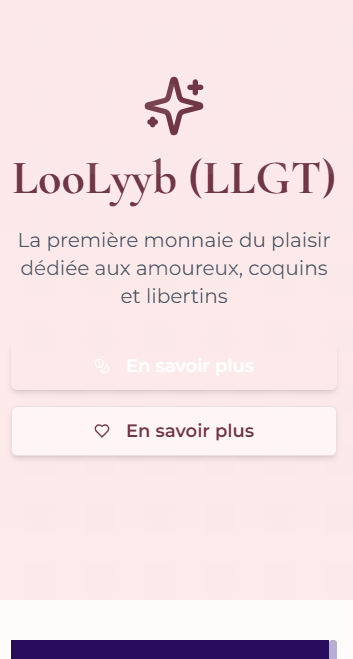 LooLyyb (LLGT)
La première monnaie du plaisir
dédiée aux amoureux, coquins
et libertins
En savoir plus
En savoir plus